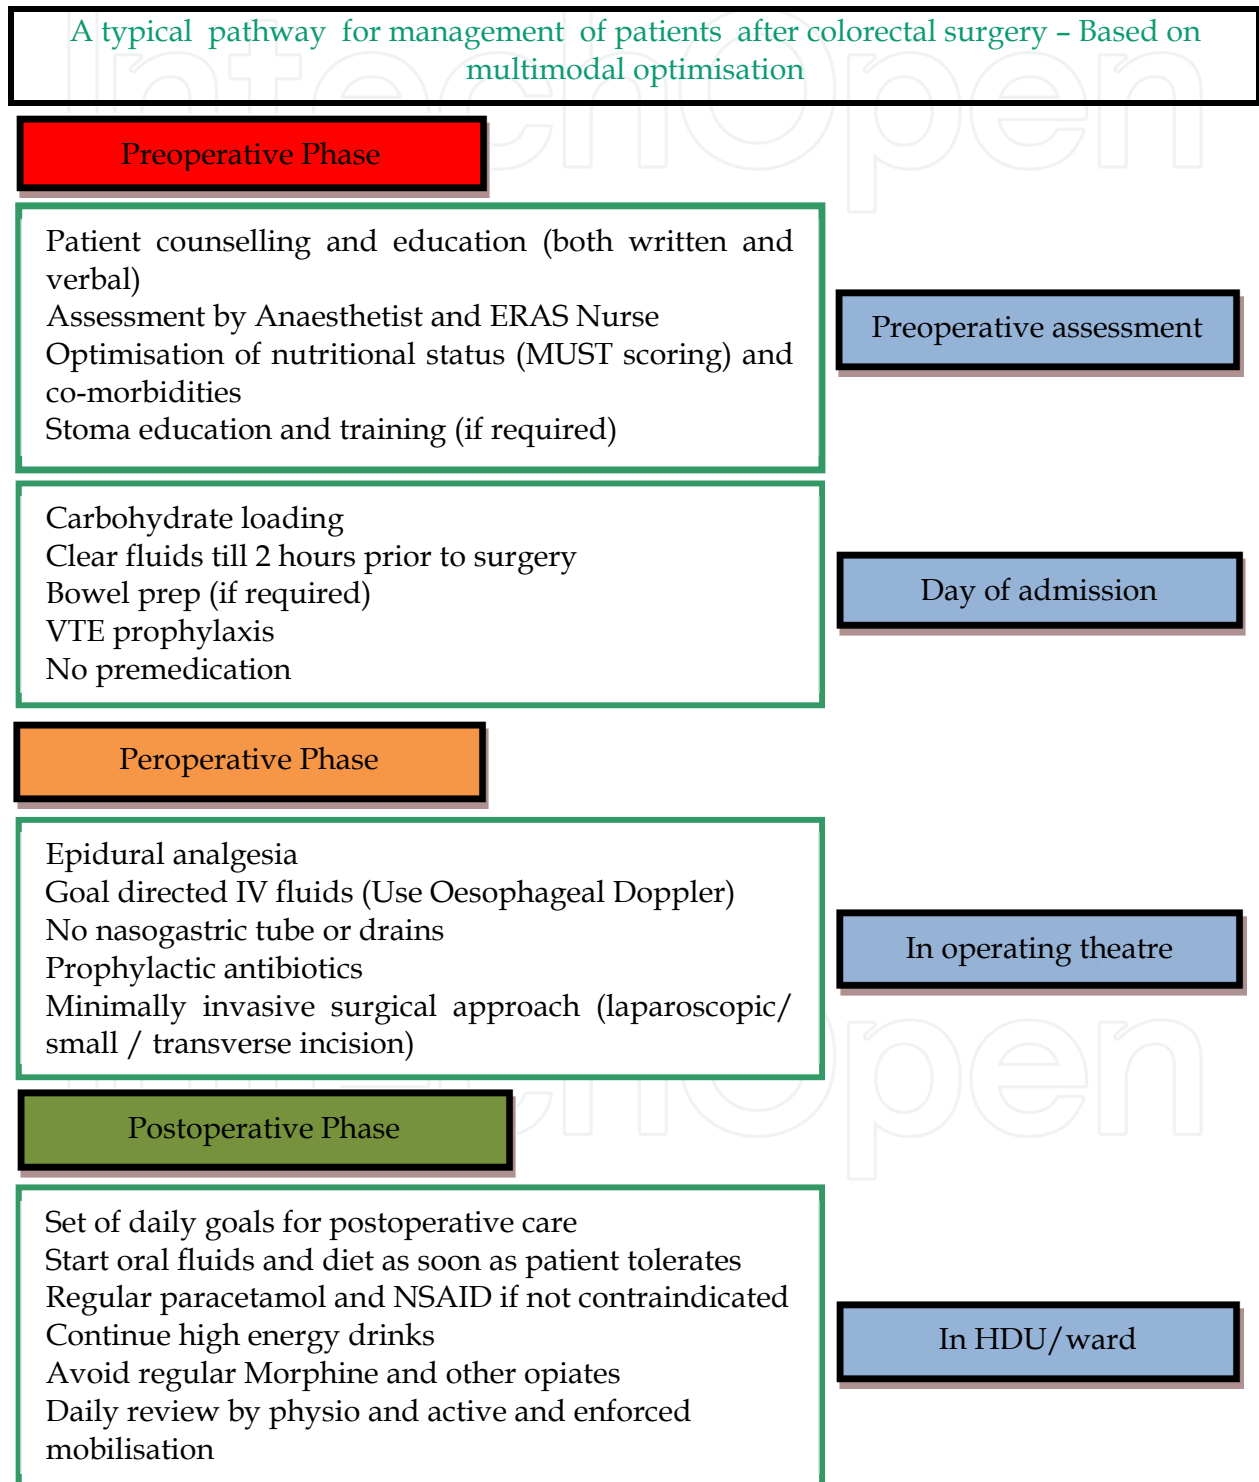 A typical pathway for management of patients after colorectal surgery – Based on
multimodal optimisation
Preoperative Phase
Patient counselling and education (both written and
verbal)
Assessment by Anaesthetist and ERAS Nurse
Optimisation of nutritional status (MUST scoring) and
co-morbidities
Stoma education and training (if required)
Preoperative assessment
Carbohydrate loading
Clear fluids till 2 hours prior to surgery
Bowel prep (if required)
VTE prophylaxis
No premedication
Day of admission
Peroperative Phase
Epidural analgesia
Goal directed IV fluids (Use Oesophageal Doppler)
No nasogastric tube or drains
Prophylactic antibiotics
Minimally invasive surgical approach (laparoscopic/
small / transverse incision)
In operating theatre
Postoperative Phase
Set of daily goals for postoperative care
Start oral fluids and diet as soon as patient tolerates
Regular paracetamol and NSAID if not contraindicated
Continue high energy drinks
Avoid regular Morphine and other opiates
Daily review by physio and active and enforced
mobilisation
In HDU/ward
IntechOpen
IntechOpen